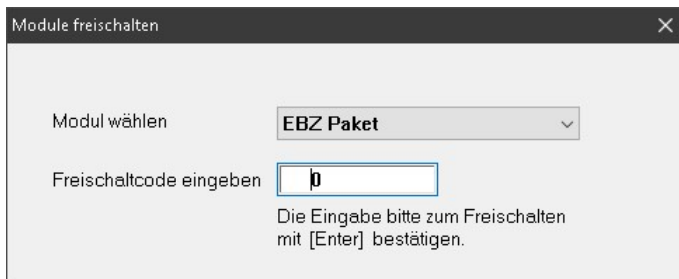 Module freischalten
Modul wählen
EBZ Paket
Freischaltcode eingeben
0
Die Eingabe bitte zum Freischalten
mit [Enter] bestätigen.